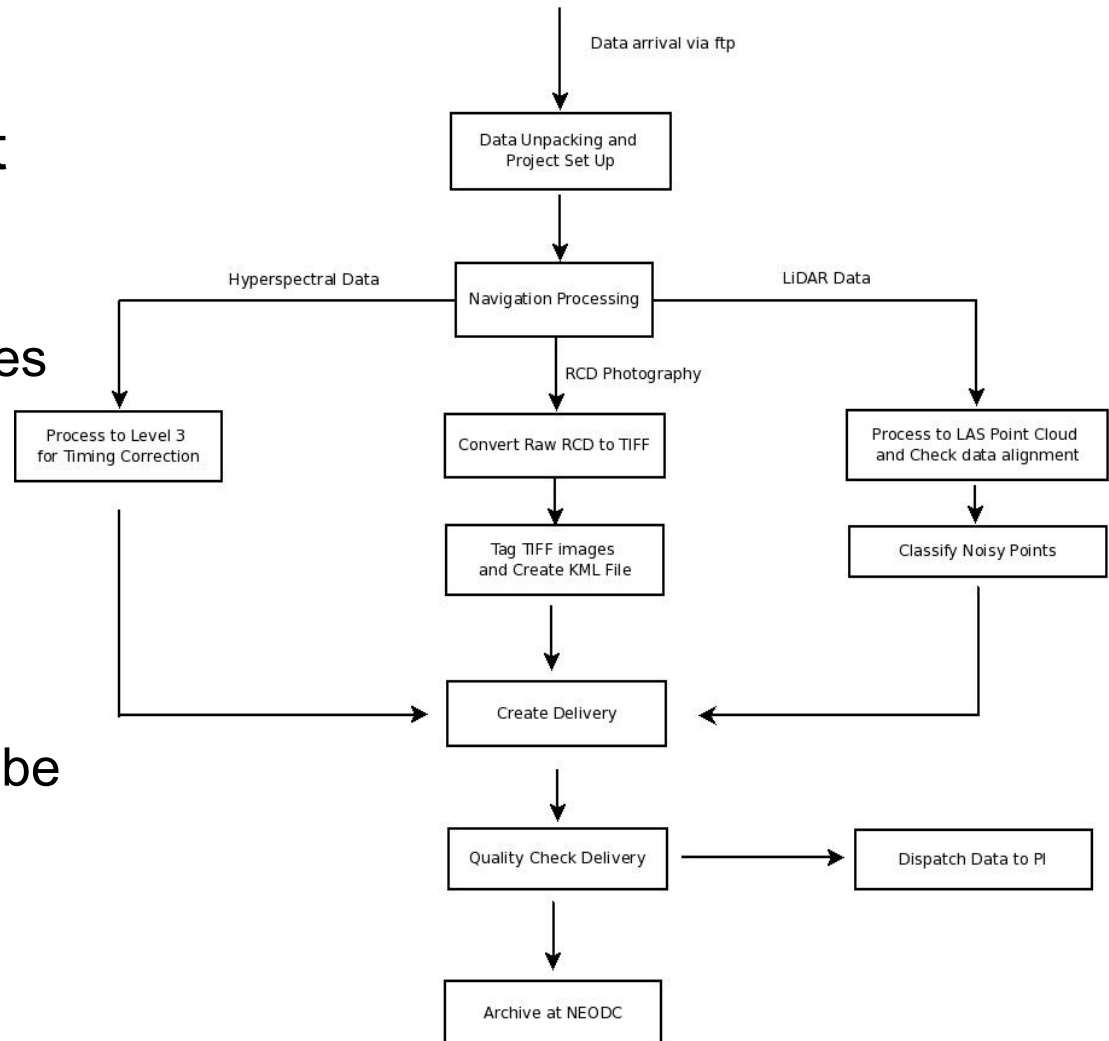 Data arrival via ftp
t
Data Unpacking and
Project Set Up
Hyperspectral Data
LiDAR Data
Navigation Processing
es
RCD Photography
Process to Level 3
for Timing Correction
Convert Raw RCD to TIFF
Process to LAS Point Cloud
and Check data alignment
Tag TIFF images
and Create KML File
Classify Noisy Points
Create Delivery
be
Quality Check Delivery
Dispatch Data to PI
Archive at NEODC